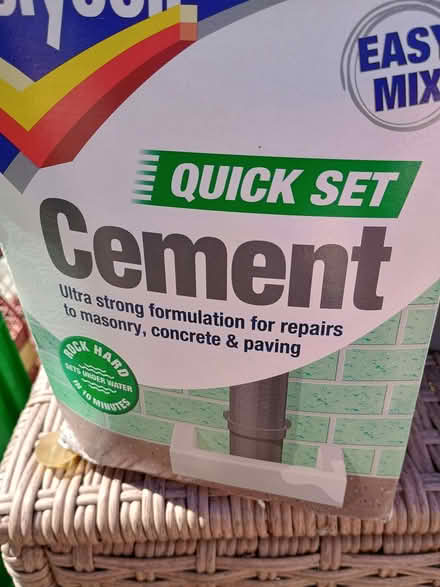 EASY
MIX
QUICK SET
Cement
Ultra strong formulation for repairs
to masonry, concrete & paving
ROCK HARD
SETS UNDER WATER
IN 10 MINUTES